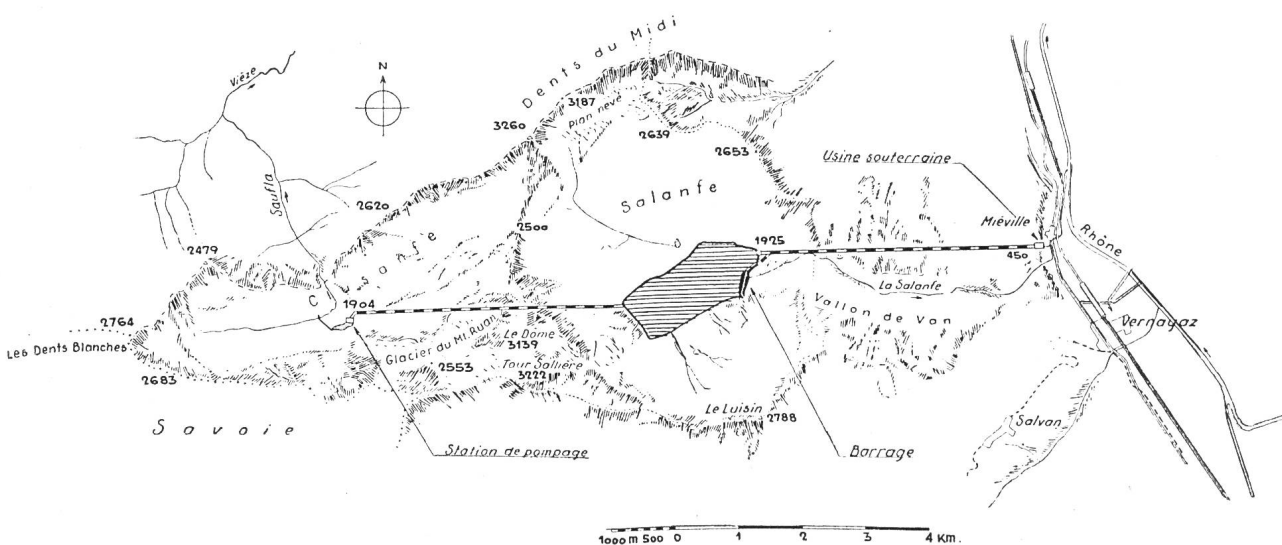 Vièze
N
Dents du Midi
3187
Plan névé
3260
2639
2653
Usine souterraine
Saufla
2620
Salanfe
Miéville
Rhône
2479
2500
1925
450
Clusanfe
La Salanfe
1904
Vallon de Van
Vernayaz
2764
Les Dents Blanches
Glacier du Mt. Ruan
Le Dôme
3139
2683
2553
Tour Sallière
3222
Le Luisin
2788
Salvan
Savoie
Station de pompage
Barrage
1000 m 500 0 1 2 3 4 Km.